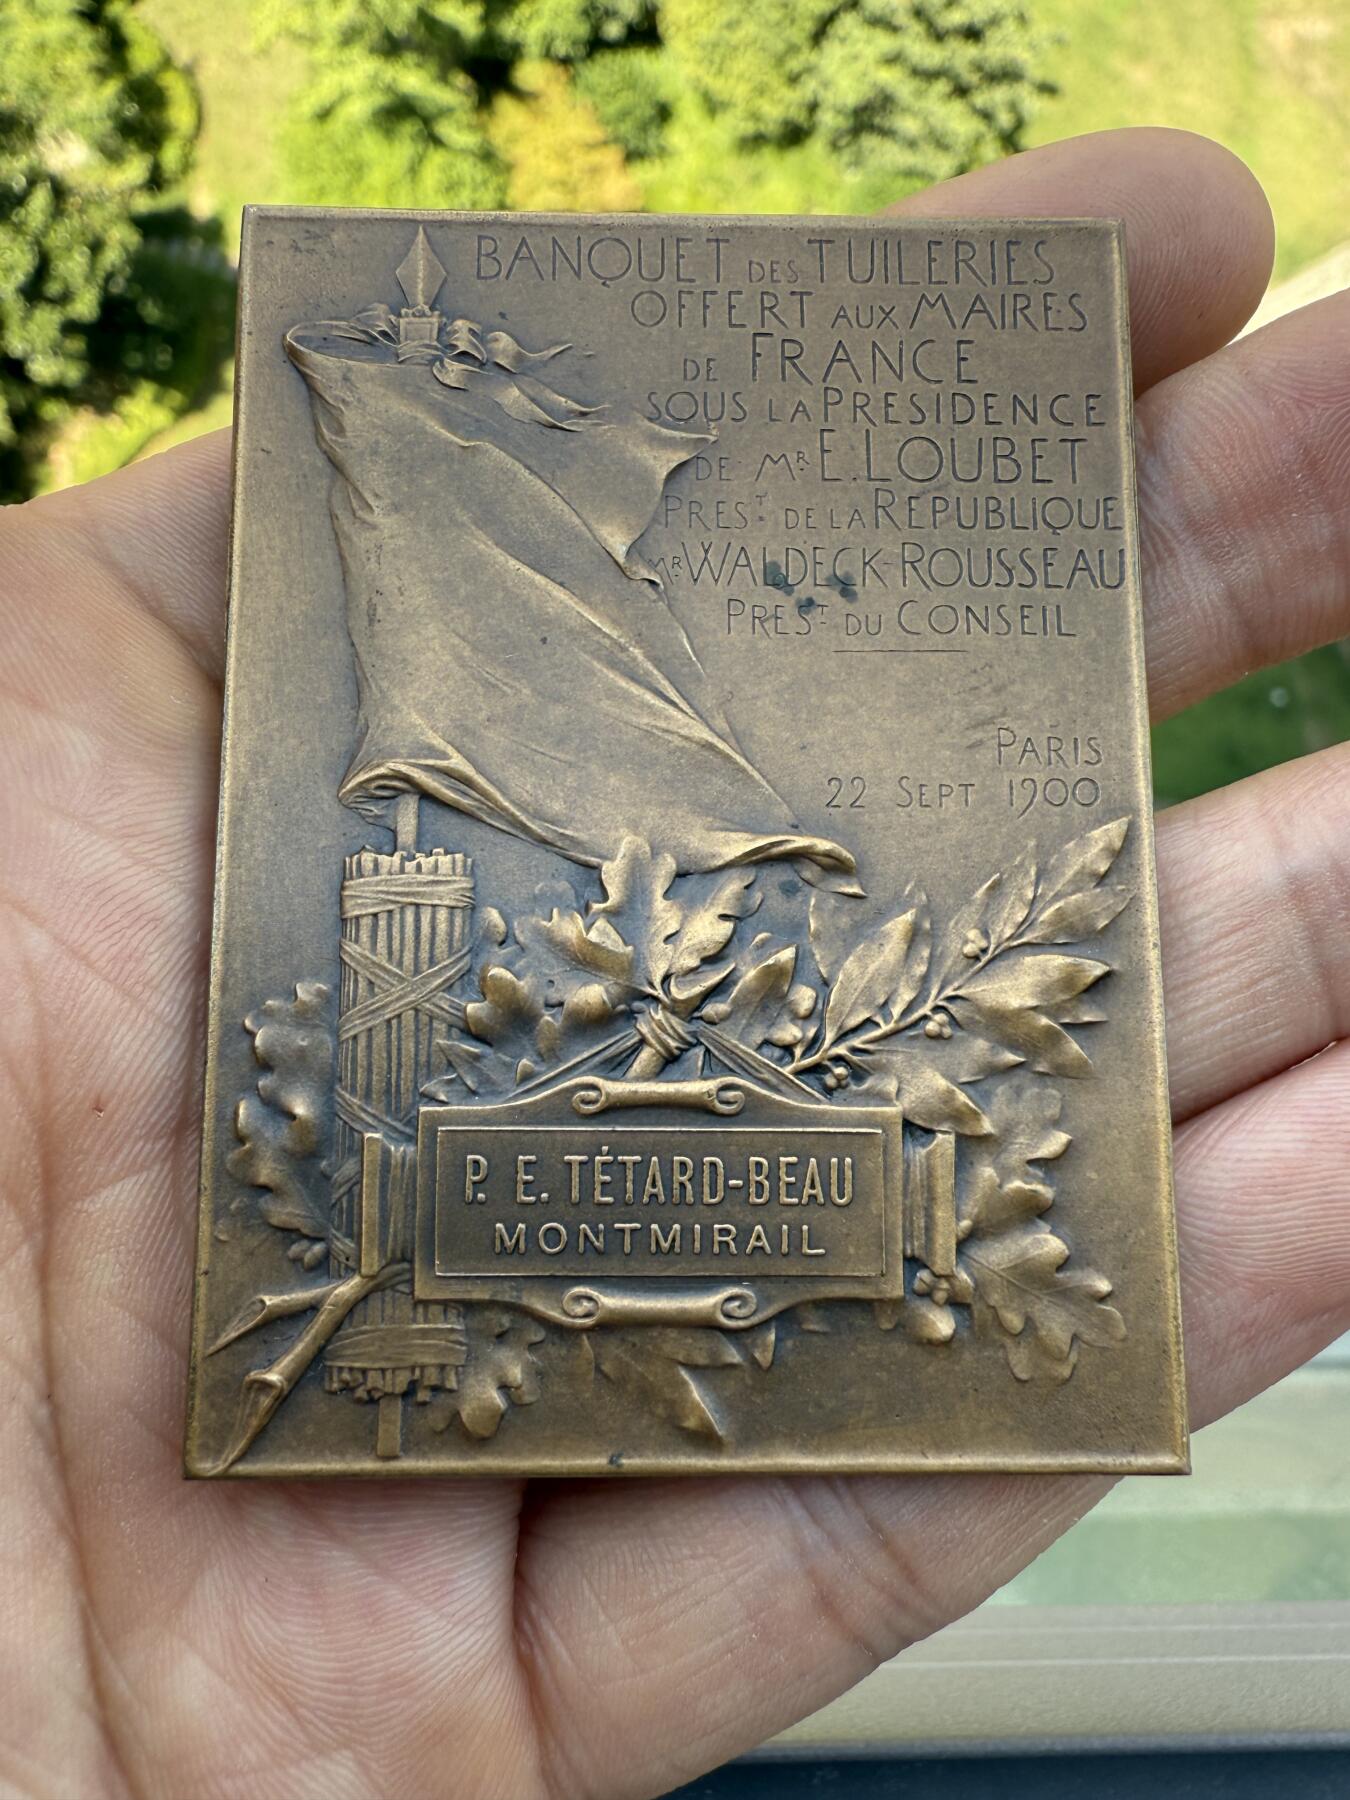 BANQUET DES TUILERIES
OFFERT AUX MAIRES
DE FRANCE
SOUS LA PRESIDENCE
DE MR E. LOUBET
PREST. DE LA REPUBLIQUE
MR. WALDECK-ROUSSEAU
PREST. DU CONSEIL
PARIS
22 SEPT 1900
P. E. TÉTARD-BEAU
MONTMIRAIL